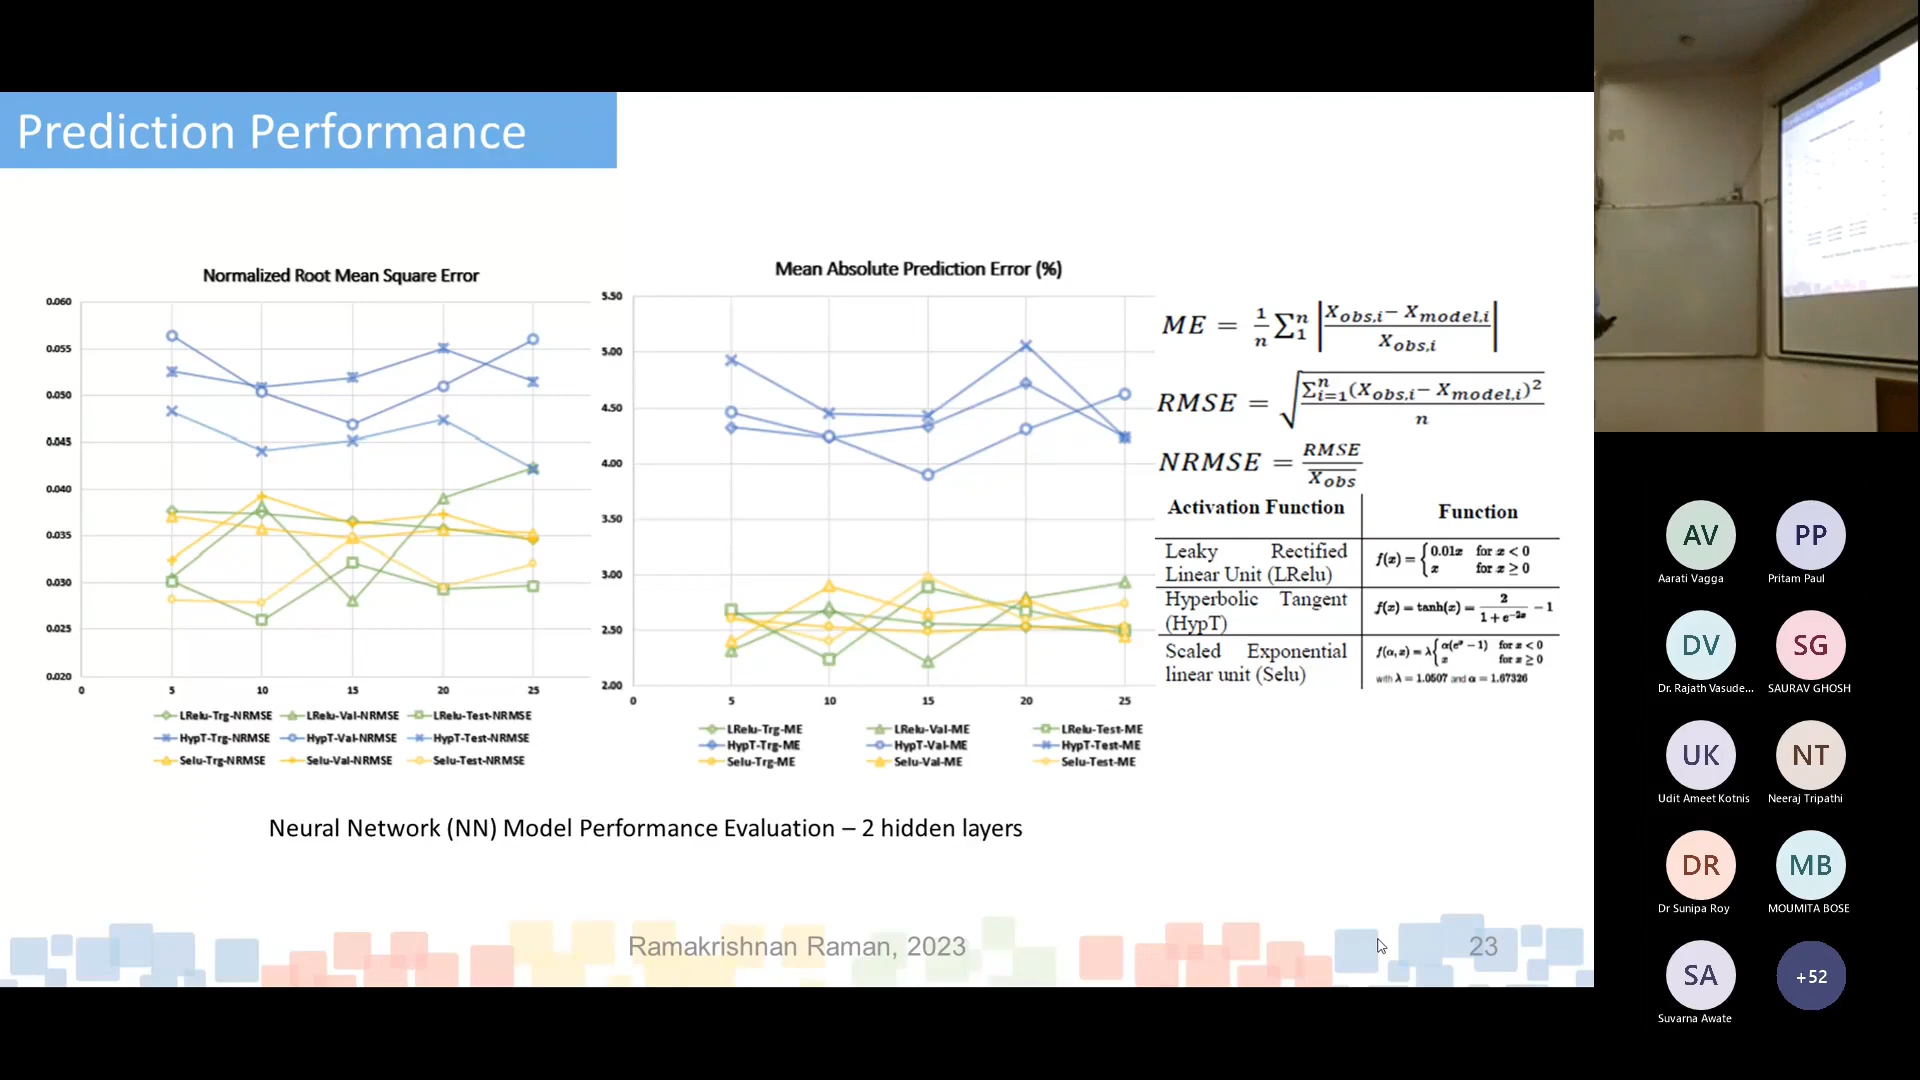 Prediction Performance
Normalized Root Mean Square Error
0.060
0.055
0.050
0.045
0.040
0.035
0.030
0.025
0.020
0 5 10 15 20 25
LRelu-Trg-NRMSE LRelu-Val-NRMSE LRelu-Test-NRMSE
HypT-Trg-NRMSE HypT-Val-NRMSE HypT-Test-NRMSE
Selu-Trg-NRMSE Selu-Val-NRMSE Selu-Test-NRMSE
Mean Absolute Prediction Error (%)
5.50
5.00
4.50
4.00
3.50
3.00
2.50
2.00
0 5 10 15 20 25
LRelu-Trg-ME LRelu-Val-ME LRelu-Test-ME
HypT-Trg-ME HypT-Val-ME HypT-Test-ME
Selu-Trg-ME Selu-Val-ME Selu-Test-ME
ME = 1/n ∑₁ⁿ |(X_obs,i − X_model,i)/X_obs,i|
RMSE = √(∑ⁿᵢ₌₁(X_obs,i − X_model,i)²/n)
NRMSE = RMSE/X̅_obs
Activation Function Function
Leaky Rectified
Linear Unit (LRelu)
f(x) = { 0.01x for x < 0
x for x ≥ 0
Hyperbolic Tangent
(HypT)
f(x) = tanh(x) = 2/(1 + e^−2x) − 1
Scaled Exponential
linear unit (Selu)
f(α, x) = λ{ α(eˣ − 1) for x < 0
x for x ≥ 0
with λ = 1.0507 and α = 1.67326
Neural Network (NN) Model Performance Evaluation – 2 hidden layers
Ramakrishnan Raman, 2023
23
AV PP
Aarati Vagga Pritam Paul
DV SG
Dr. Rajath Vasude... SAURAV GHOSH
UK NT
Udit Ameet Kotnis Neeraj Tripathi
DR MB
Dr Sunipa Roy MOUMITA BOSE
SA +52
Suvarna Awate